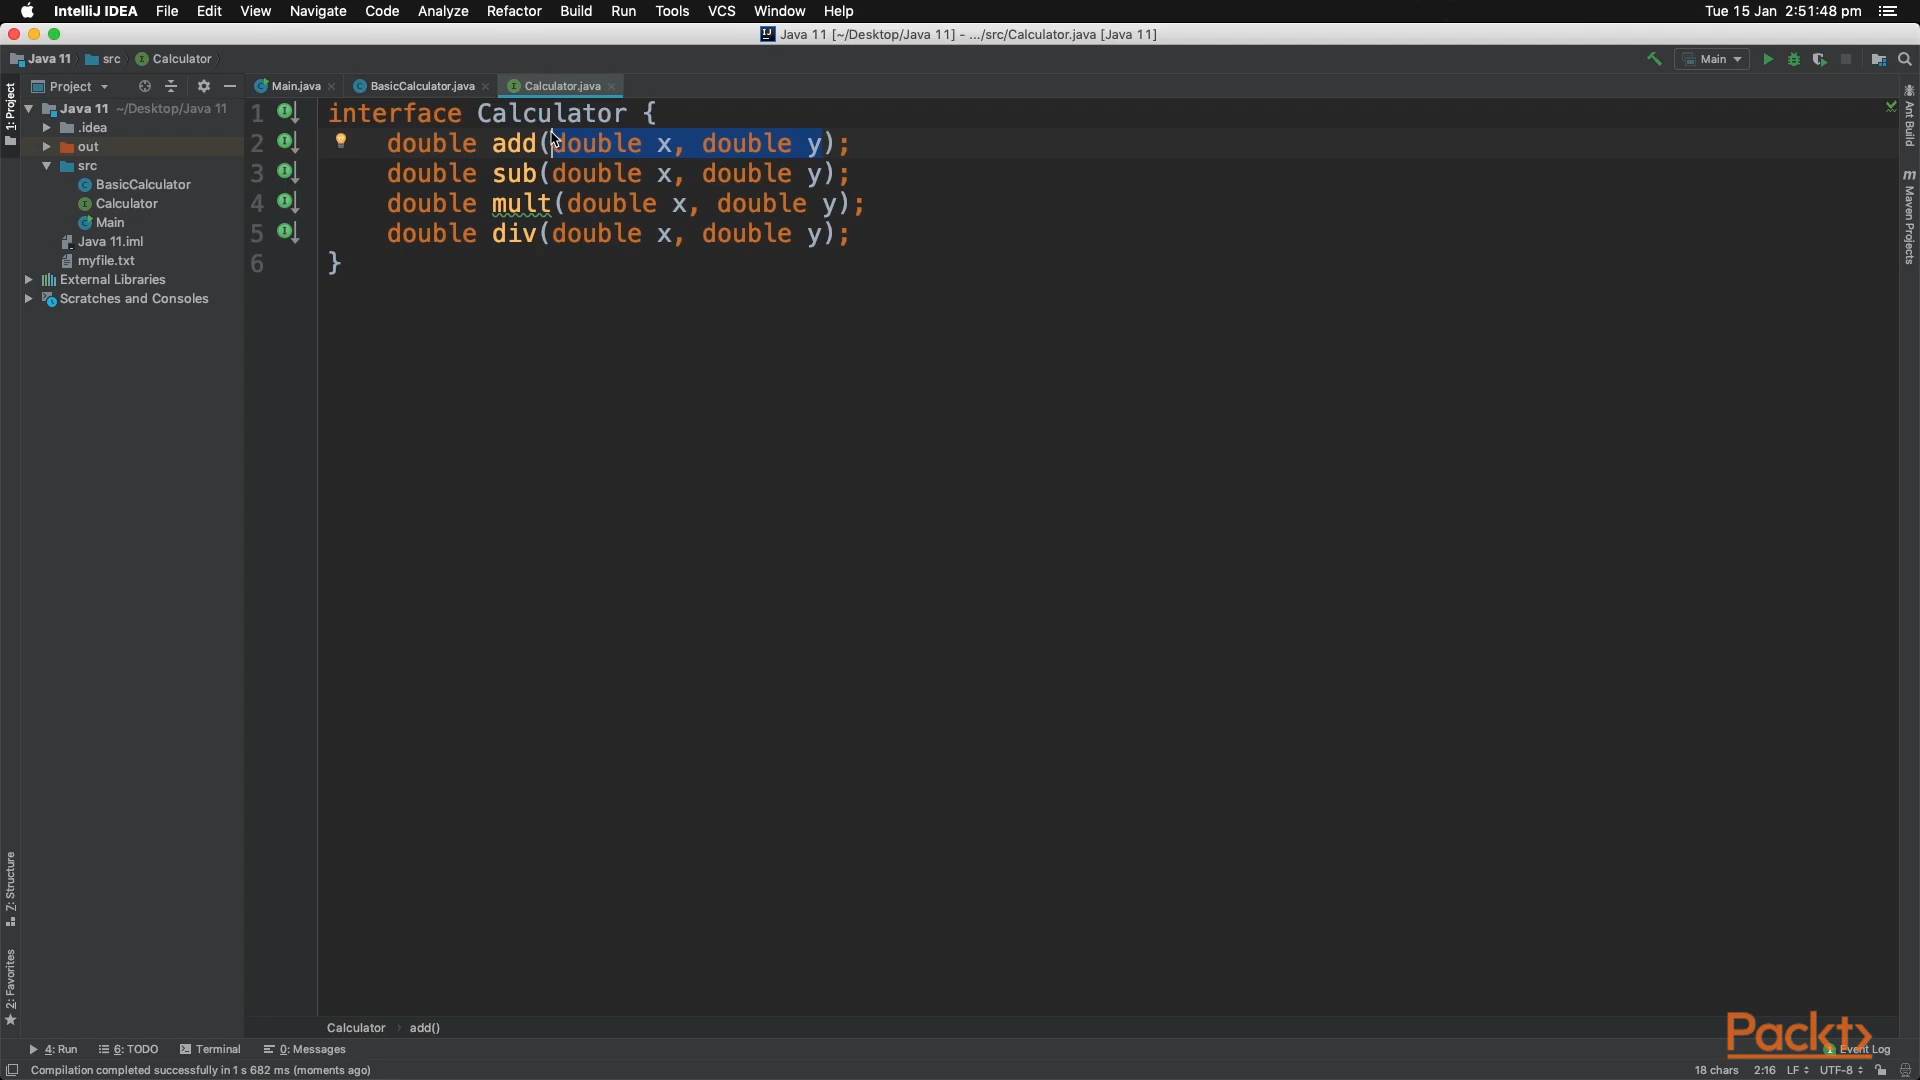 IntelliJ IDEA File Edit View Navigate Code Analyze Refactor Build Run Tools VCS Window Help Tue 15 Jan 2:51:48 pm
Java 11 [~/Desktop/Java 11] - .../src/Calculator.java [Java 11]
Java 11 src Calculator Main
Project Main.java BasicCalculator.java Calculator.java
1: Project
Java 11 ~/Desktop/Java 11
.idea
out
src
BasicCalculator
Calculator
Main
Java 11.iml
myfile.txt
External Libraries
Scratches and Consoles
1 interface Calculator {
2 double add(double x, double y);
3 double sub(double x, double y);
4 double mult(double x, double y);
5 double div(double x, double y);
6 }
Ant Build
m Maven Projects
Z: Structure
2: Favorites
Calculator › add()
4: Run 6: TODO Terminal 0: Messages Event Log
Packt>
Compilation completed successfully in 1 s 682 ms (moments ago) 18 chars 2:16 LF UTF-8